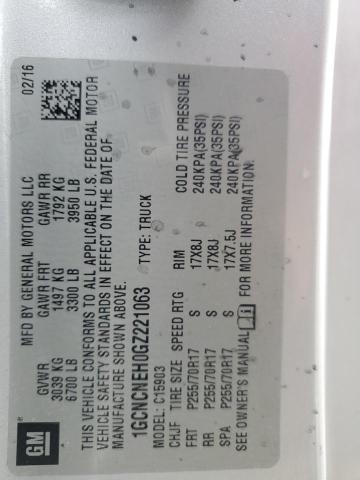 GM
MFD BY GENERAL MOTORS LLC 02/16
GVWR GAWR FRT GAWR RR
3039 KG 1497 KG 1792 KG
6700 LB 3300 LB 3950 LB
THIS VEHICLE CONFORMS TO ALL APPLICABLE U.S. FEDERAL MOTOR
VEHICLE SAFETY STANDARDS IN EFFECT ON THE DATE OF
MANUFACTURE SHOWN ABOVE.
1GCNCNEH0GZ221063 TYPE: TRUCK
MODEL: C15903
CHJF TIRE SIZE SPEED RTG RIM COLD TIRE PRESSURE
FRT P255/70R17 S 17X8J 240KPA(35PSI)
RR P255/70R17 S 17X8J 240KPA(35PSI)
SPA P255/70R17 S 17X7.5J 240KPA(35PSI)
SEE OWNER'S MANUAL FOR MORE INFORMATION.